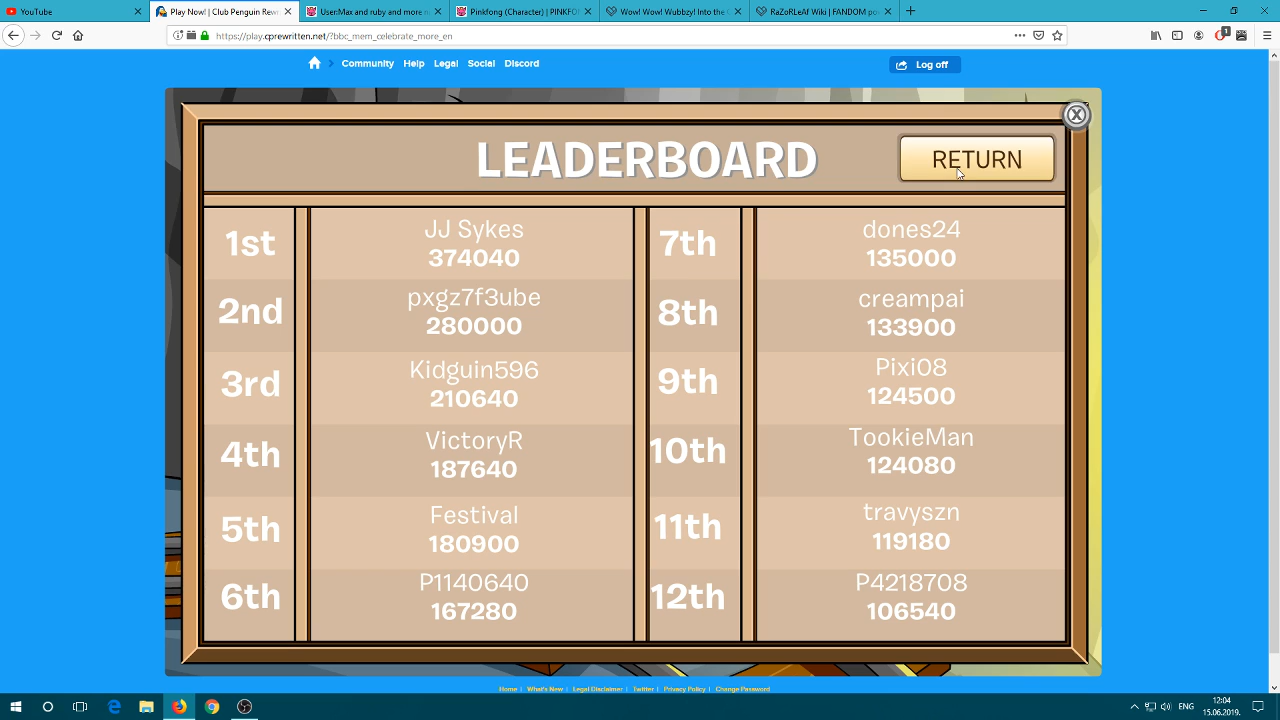 YouTube
Play Now! | Club Penguin Rewri
UserMax and ruby and more -
Pinkfong (Character) | PINKFO
Wow! Wow! Wubbzy! Into the
RaZoRLeaf Wiki | FANDOM po
https://play.cprewritten.net/?bbc_mem_celebrate_more_en
1
Community Help Legal Social Discord
Log off
LEADERBOARD
RETURN
X
1st
JJ Sykes
374040
2nd
pxgz7f3ube
280000
3rd
Kidguin596
210640
4th
VictoryR
187640
5th
Festival
180900
6th
P1140640
167280
7th
dones24
135000
8th
creampai
133900
9th
Pixi08
124500
10th
TookieMan
124080
11th
travyszn
119180
12th
P4218708
106540
Home | What's New | Legal Disclaimer | Twitter | Privacy Policy | Change Password
ENG
12:04
15.06.2019.